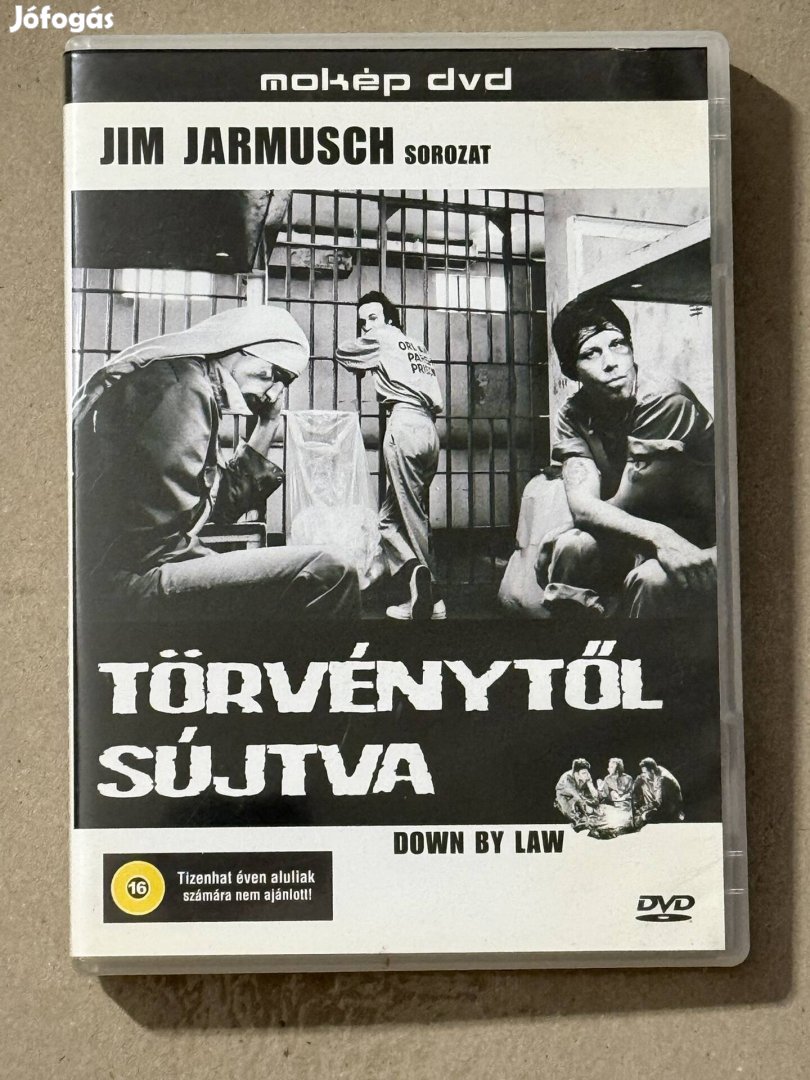 Jófogás
mokép dvd
JIM JARMUSCH SOROZAT
TÖRVÉNYTŐL
SÚJTVA
DOWN BY LAW
16
Tizenhat éven aluliak
számára nem ajánlott!
DVD